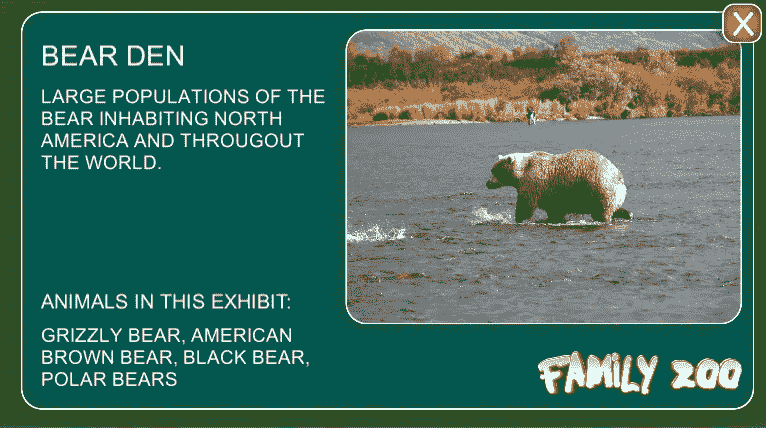 BEAR DEN
LARGE POPULATIONS OF THE
BEAR INHABITING NORTH
AMERICA AND THROUGOUT
THE WORLD.
ANIMALS IN THIS EXHIBIT:
GRIZZLY BEAR, AMERICAN
BROWN BEAR, BLACK BEAR,
POLAR BEARS
X
FAMILY ZOO